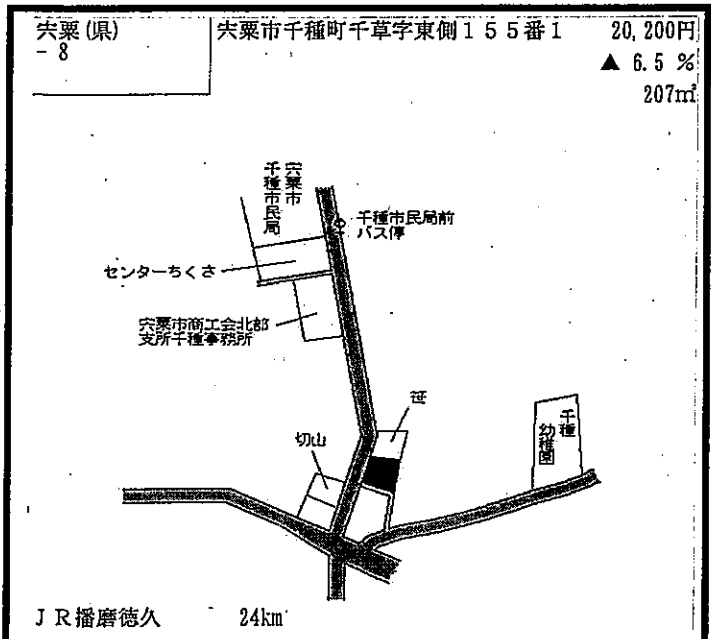 宍粟(県)
- 8
宍粟市千種町千草字東側155番1
20,200円
▲ 6.5 %
207㎡
宍粟市
千種市民局
千種市民局前
バス停
センターちくさ
宍粟市商工会北部
支所千種事務所
笹
切山
千種
幼稚園
JR播磨徳久 24km